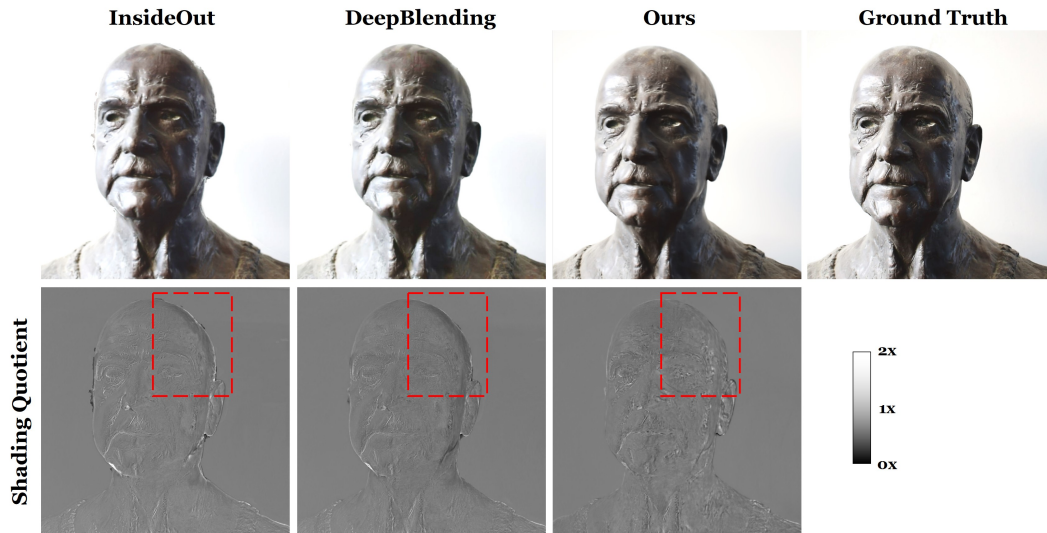 InsideOut DeepBlending Ours Ground Truth
Shading Quotient
2x
1x
0x